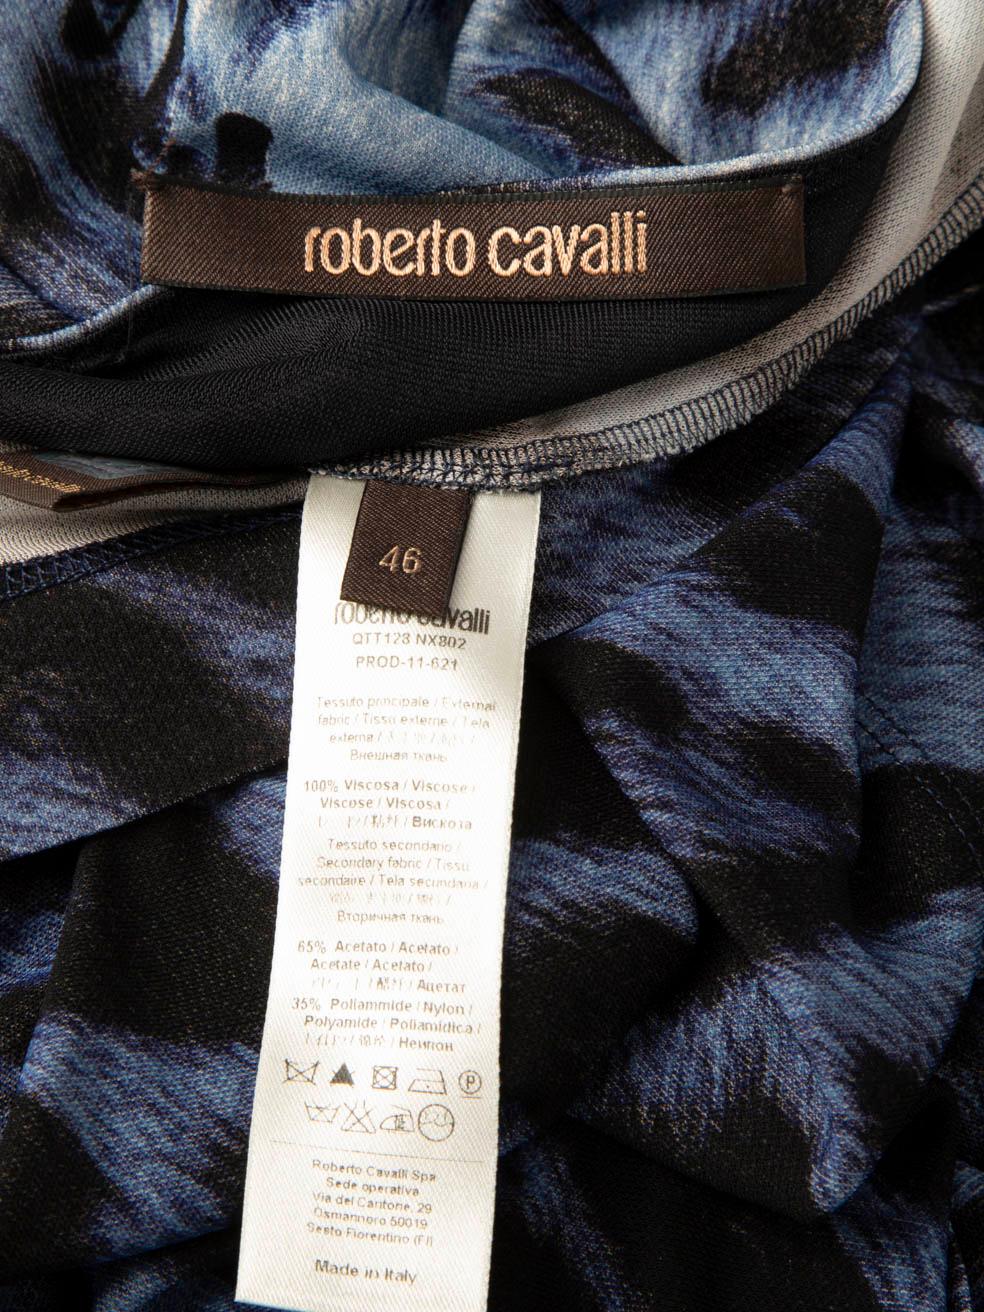 roberto cavalli
46
roberto cavalli
QTT128 NX802
PROD-11-621
Tessuto principale / External
fabric / Tissu externe / Tela
externa /
Внешная ткань
100% Viscosa / Viscose /
Viscose / Viscosa /
/ Вискоза
Tessuto secondario /
Secondary fabric / Tissu
secondaire / Tela secundaria /
Вторичная ткань
65% Acetato / Acetato /
Acetate / Acetato /
/ Ацетат
35% Poliammide / Nylon /
Polyamide / Poliamidica /
/ Нейлон
P
Roberto Cavalli Spa
Sede operativa
Via del Cantone, 29
Osmannoro 50019
Sesto Fiorentino (FI)
Made in Italy